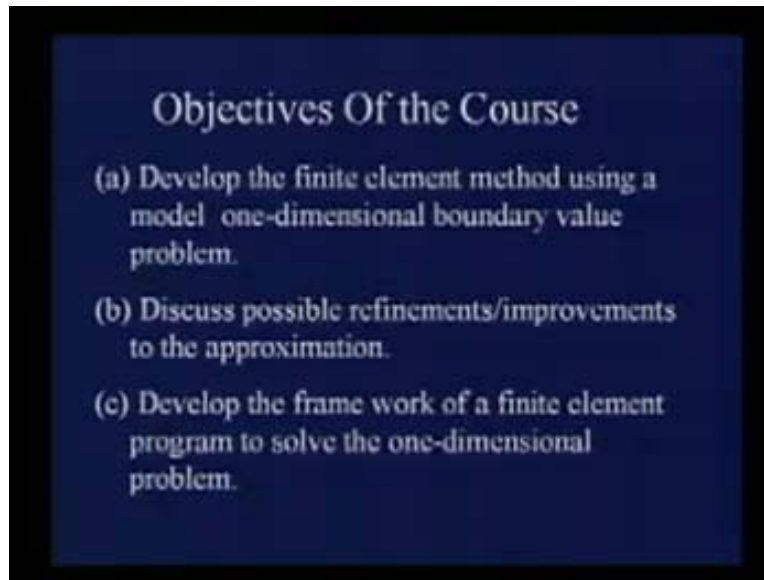 Objectives Of the Course
(a) Develop the finite element method using a
model one-dimensional boundary value
problem.
(b) Discuss possible refinements/improvements
to the approximation.
(c) Develop the frame work of a finite element
program to solve the one-dimensional
problem.